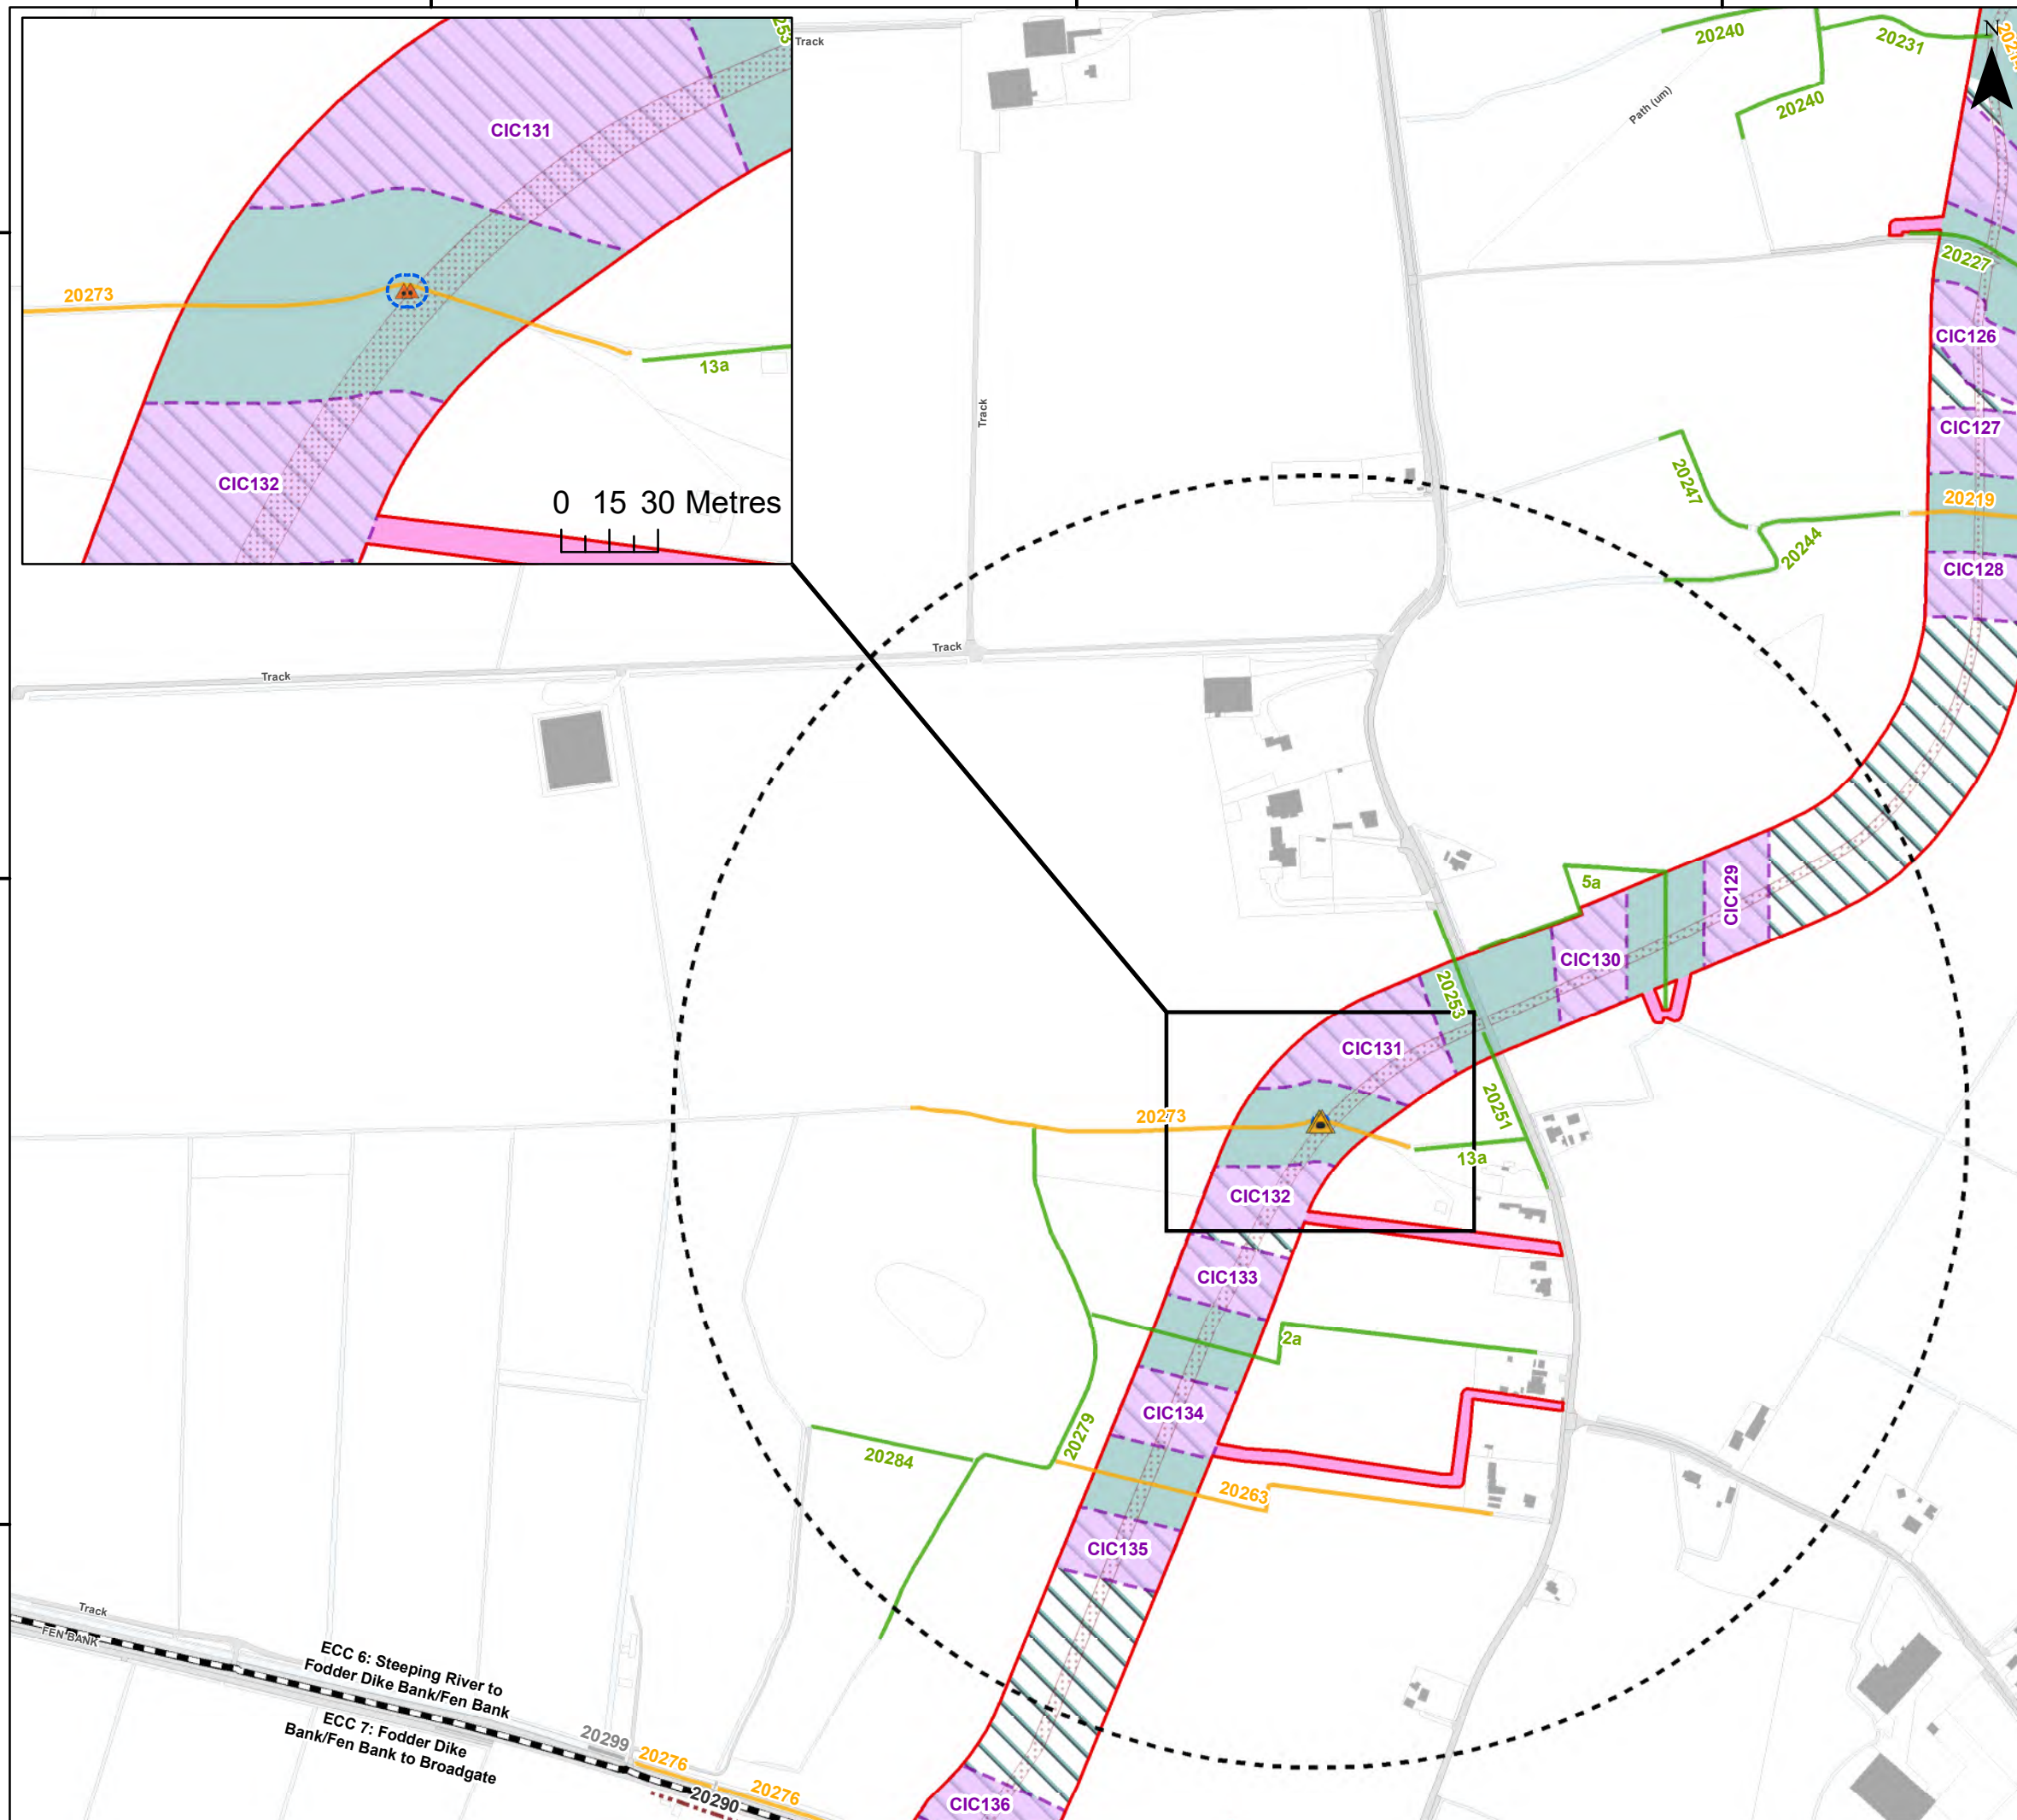 253
Track
20240
20231
N
2021
CIC131
20240
Path (um)
20227
20273
CIC126
13a
Track
CIC127
CIC132
20247
20219
0 15 30 Metres
20244
CIC128
Track
Track
5a
CIC129
CIC130
20253
CIC131
20273
20251
13a
CIC132
CIC133
2a
CIC134
20279
20284
20263
CIC135
Track
FEN BANK
ECC 6: Steeping River to
Fodder Dike Bank/Fen Bank
ECC 7: Fodder Dike
Bank/Fen Bank to Broadgate
20299
20276
20276
20290
CIC136